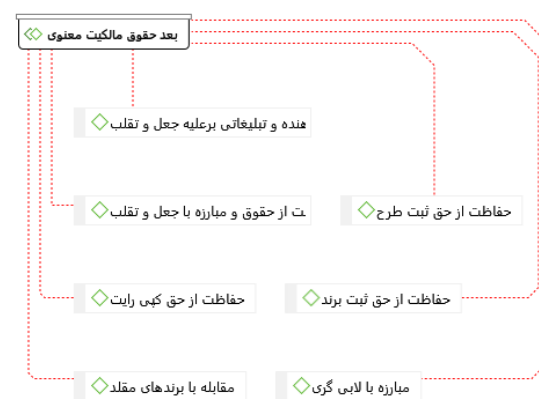 بعد حقوق مالکیت معنوی
هنده و تبلیغاتی برعلیه جعل و تقلب
ت از حقوق و مبارزه با جعل و تقلب
حفاظت از حق ثبت طرح
حفاظت از حق کپی رایت
حفاظت از حق ثبت برند
مقابله با برندهای مقلد
مبارزه با لابی گری